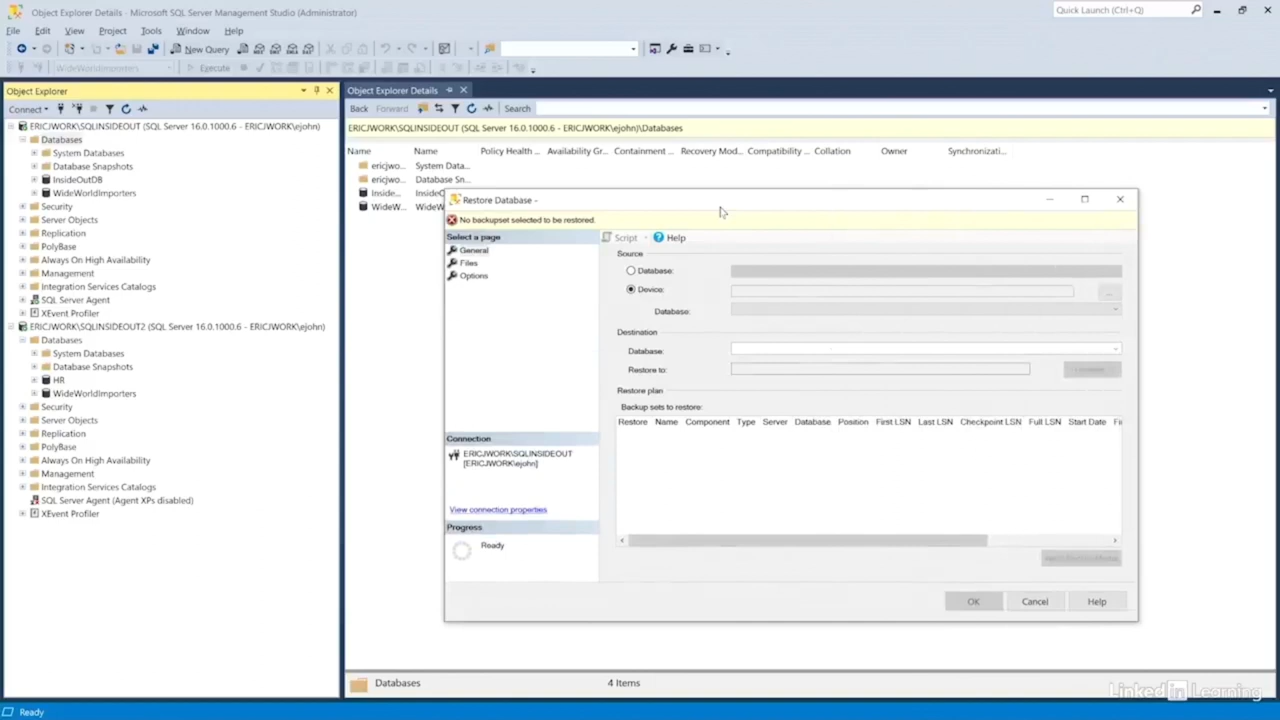 Object Explorer Details - Microsoft SQL Server Management Studio (Administrator)
Quick Launch (Ctrl+Q)
File Edit View Project Tools Window Help
New Query
WideWorldImporters
Execute
Object Explorer
Object Explorer Details
Connect
Back Forward Search
ERICJWORK\SQLINSIDEOUT (SQL Server 16.0.1000.6 - ERICJWORK\ejohn)
Databases
System Databases
Database Snapshots
InsideOutDB
WideWorldImporters
Security
Server Objects
Replication
PolyBase
Always On High Availability
Management
Integration Services Catalogs
SQL Server Agent
XEvent Profiler
ERICJWORK\SQLINSIDEOUT2 (SQL Server 16.0.1000.6 - ERICJWORK\ejohn)
Databases
System Databases
Database Snapshots
HR
WideWorldImporters
Security
Server Objects
Replication
PolyBase
Always On High Availability
Management
Integration Services Catalogs
SQL Server Agent (Agent XPs disabled)
XEvent Profiler
ERICJWORK\SQLINSIDEOUT (SQL Server 16.0.1000.6 - ERICJWORK\ejohn)\Databases
Name Name Policy Health ... Availability Gr... Containment ... Recovery Mod... Compatibility ... Collation Owner Synchronizati...
ericjwo... System Data...
ericjwo... Database Sn...
Inside... InsideO
WideW... WideW
Restore Database -
No backupset selected to be restored.
Select a page
General
Files
Options
Connection
ERICJWORK\SQLINSIDEOUT
[ERICJWORK\ejohn]
View connection properties
Progress
Ready
Script Help
Source
Database:
Device:
...
Database:
Destination
Database:
Restore to:
Restore plan
Backup sets to restore:
Restore Name Component Type Server Database Position First LSN Last LSN Checkpoint LSN Full LSN Start Date Fi
OK Cancel Help
Databases 4 Items
LinkedIn Learning
Ready